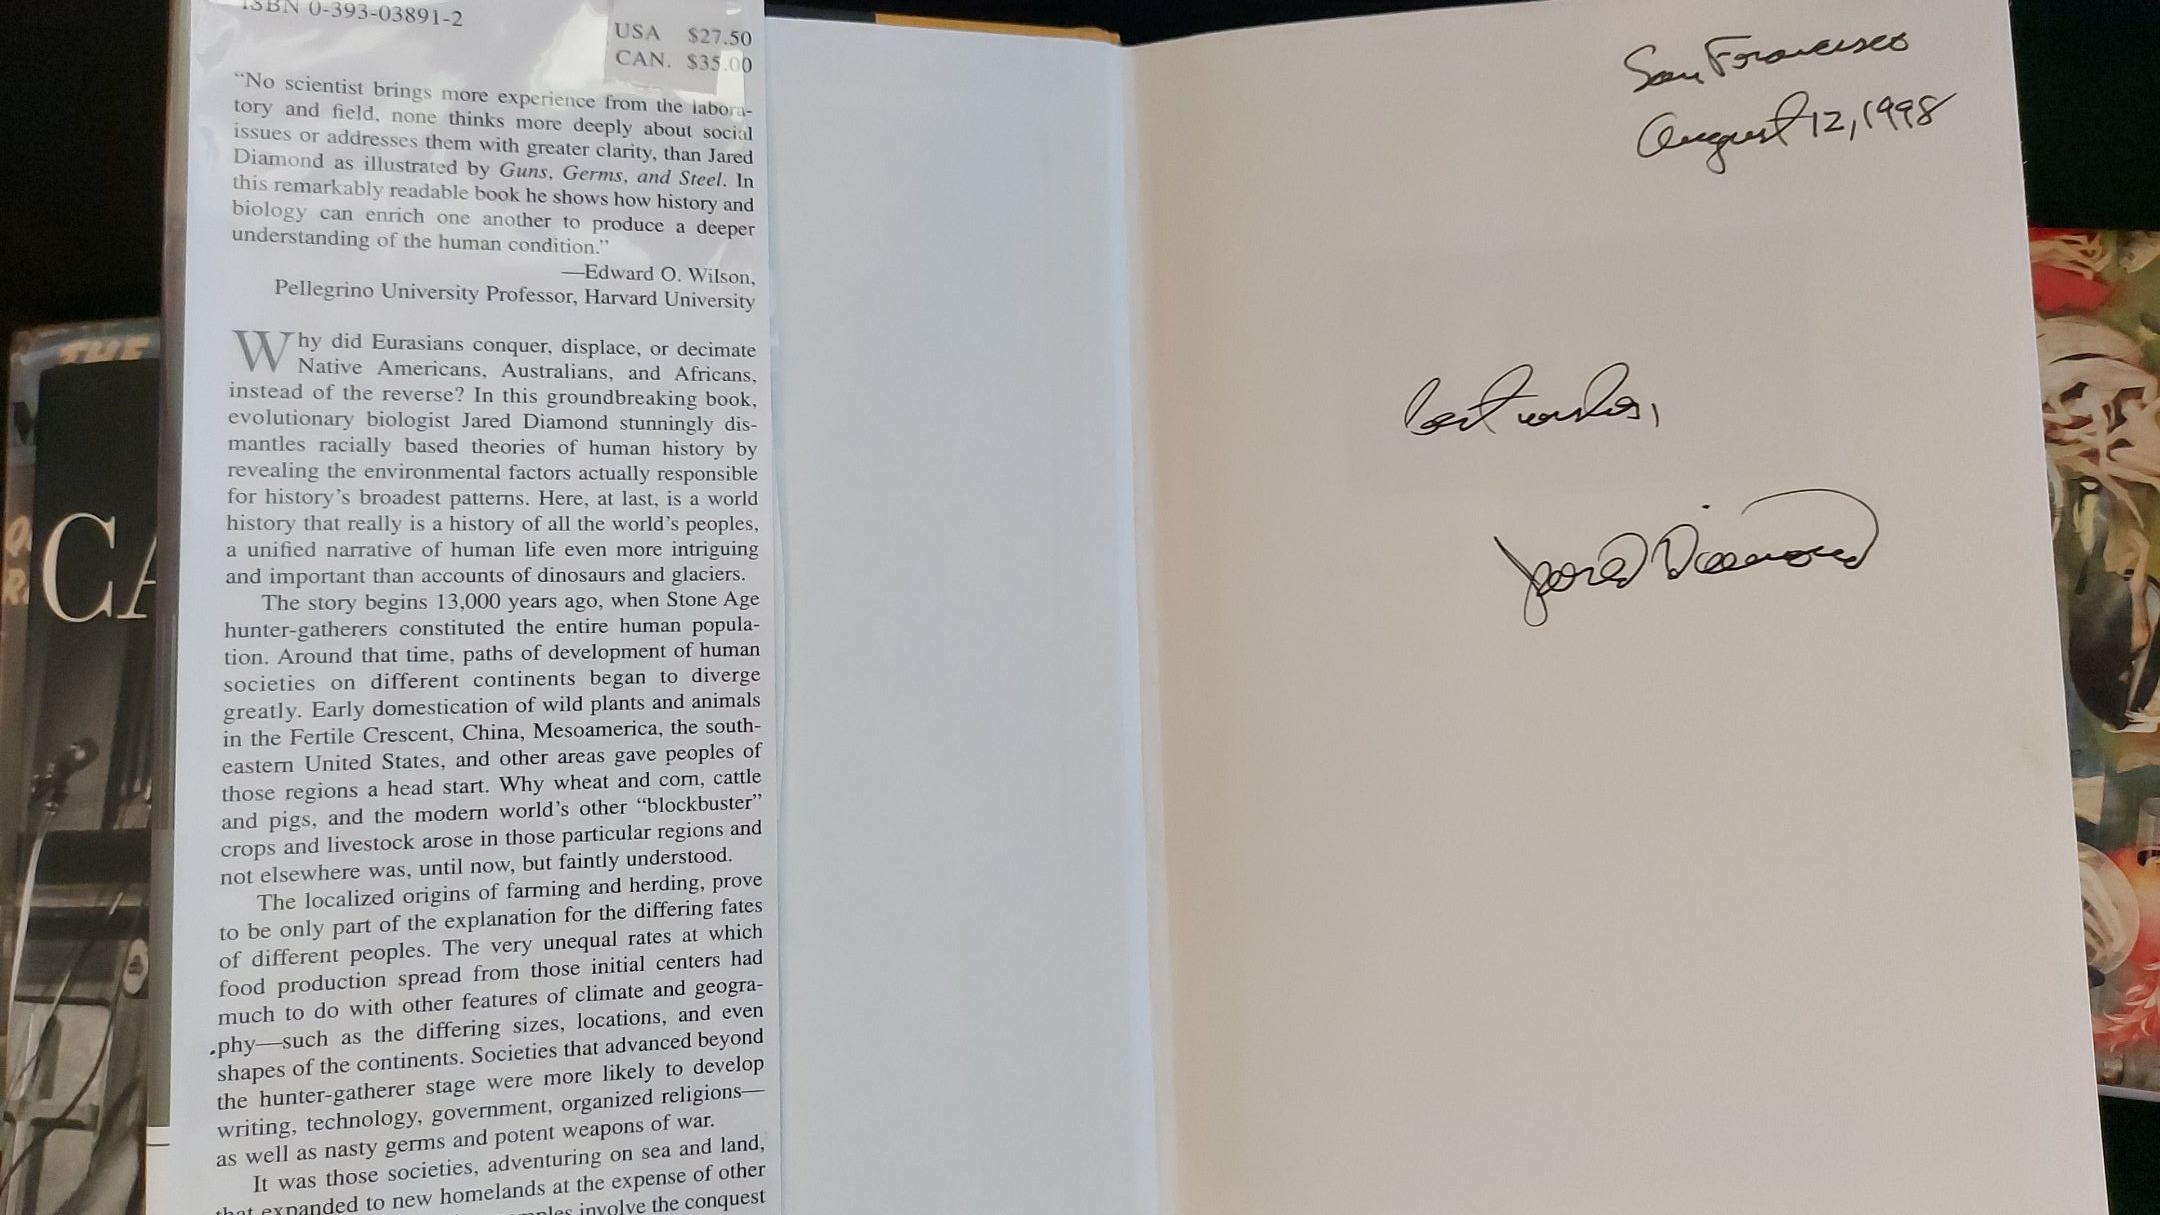 ISBN 0-393-03891-2
USA $27.50
CAN. $35.00
“No scientist brings more experience from the labora-
tory and field, none thinks more deeply about social
issues or addresses them with greater clarity, than Jared
Diamond as illustrated by Guns, Germs, and Steel. In
this remarkably readable book he shows how history and
biology can enrich one another to produce a deeper
understanding of the human condition.”
—Edward O. Wilson,
Pellegrino University Professor, Harvard University
Why did Eurasians conquer, displace, or decimate
Native Americans, Australians, and Africans,
instead of the reverse? In this groundbreaking book,
evolutionary biologist Jared Diamond stunningly dis-
mantles racially based theories of human history by
revealing the environmental factors actually responsible
for history’s broadest patterns. Here, at last, is a world
history that really is a history of all the world’s peoples,
a unified narrative of human life even more intriguing
and important than accounts of dinosaurs and glaciers.
The story begins 13,000 years ago, when Stone Age
hunter-gatherers constituted the entire human popula-
tion. Around that time, paths of development of human
societies on different continents began to diverge
greatly. Early domestication of wild plants and animals
in the Fertile Crescent, China, Mesoamerica, the south-
eastern United States, and other areas gave peoples of
those regions a head start. Why wheat and corn, cattle
and pigs, and the modern world’s other “blockbuster”
crops and livestock arose in those particular regions and
not elsewhere was, until now, but faintly understood.
The localized origins of farming and herding, prove
to be only part of the explanation for the differing fates
of different peoples. The very unequal rates at which
food production spread from those initial centers had
much to do with other features of climate and geogra-
phy—such as the differing sizes, locations, and even
shapes of the continents. Societies that advanced beyond
the hunter-gatherer stage were more likely to develop
writing, technology, government, organized religions—
as well as nasty germs and potent weapons of war.
It was those societies, adventuring on sea and land,
that expanded to new homelands at the expense of other
involve the conquest
San Francisco
August 12, 1998
best wishes,
Jared Diamond
THE
CA